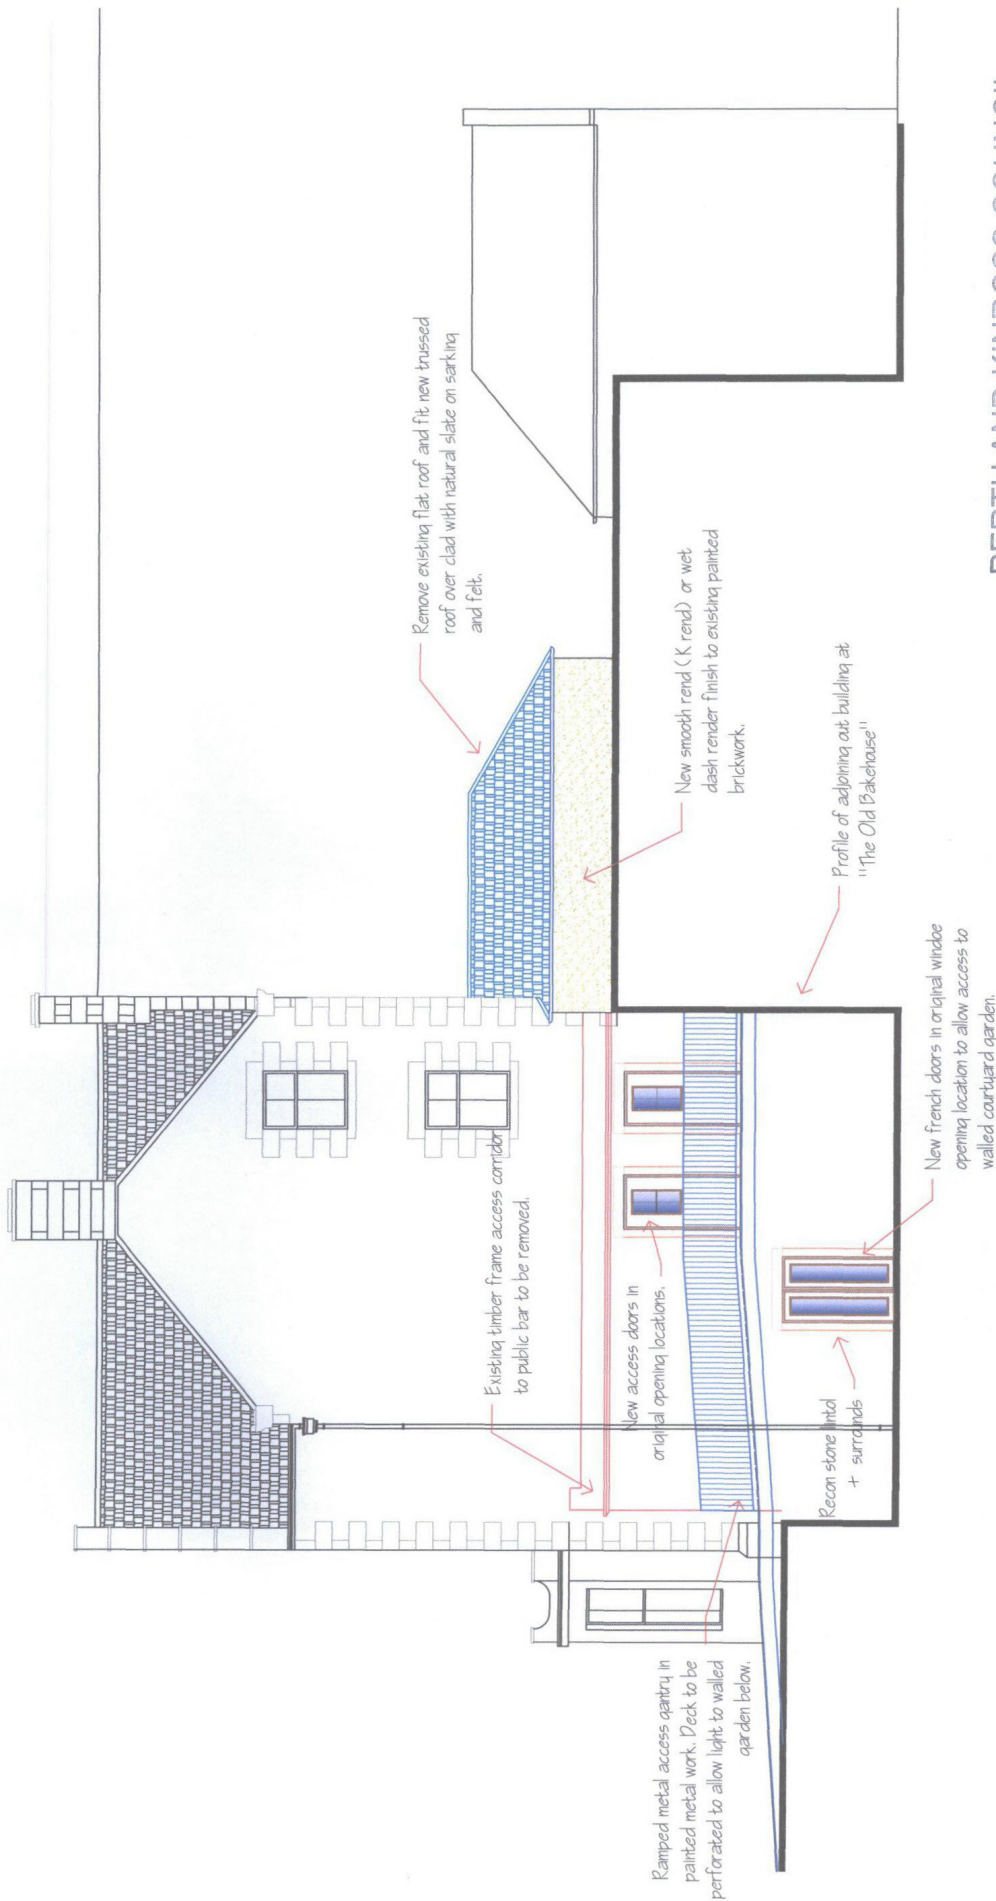 Remove existing flat roof and fit new trussed
roof over clad with natural slate on sarking
and felt.
New smooth rend (K rend) or wet
dash render finish to existing painted
brickwork.
Profile of adjoining out building at
"The Old Bakehouse"
New french doors in original windoe
opening location to allow access to
walled courtyard garden.
Existing timber frame access corridor
to public bar to be removed.
New access doors in
original opening locations.
Recon stone lintol
+ surrounds
Ramped metal access gantry in
painted metal work. Deck to be
perforated to allow light to walled
garden below.
PERTH AND KINROSS COUNCIL